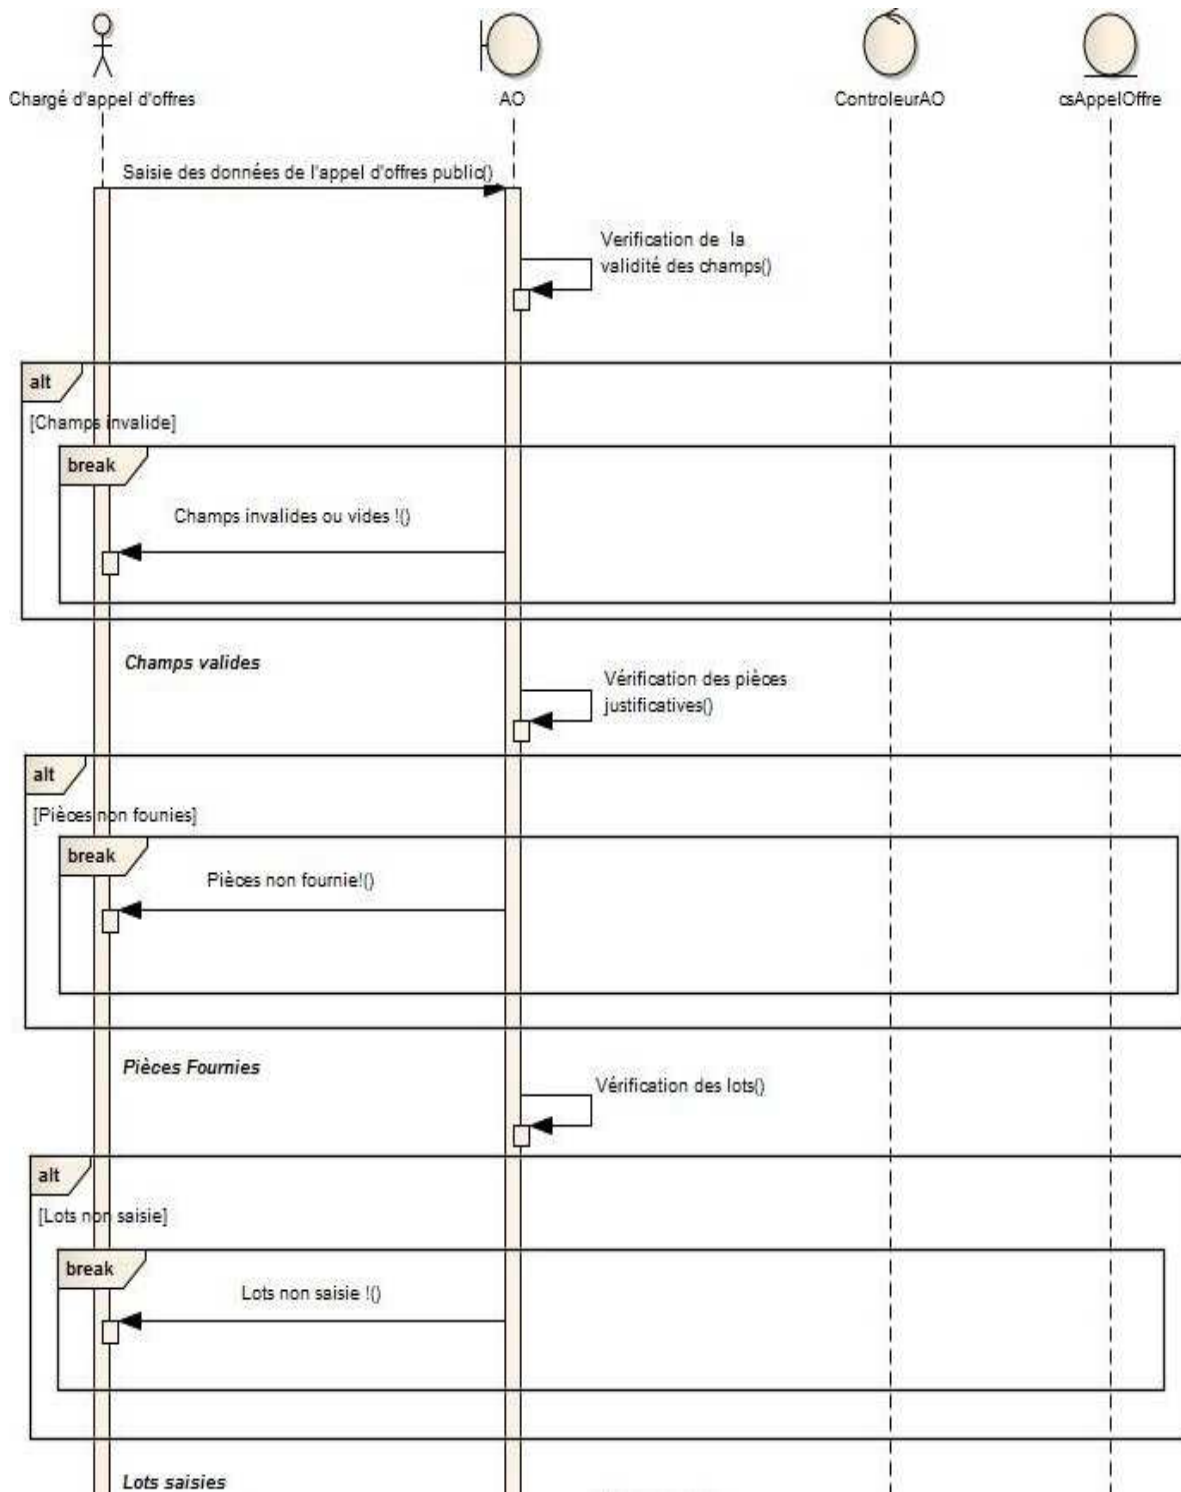 Chargé d'appel d'offres
AO
ControleurAO
csAppelOffre
Saisie des données de l'appel d'offres public()
Verification de la
validité des champs()
alt
[Champs invalide]
break
Champs invalides ou vides !()
Champs valides
Vérification des pièces
justificatives()
alt
[Pièces non founies]
break
Pièces non fournie!()
Pièces Fournies
Vérification des lots()
alt
[Lots non saisie]
break
Lots non saisie !()
Lots saisies